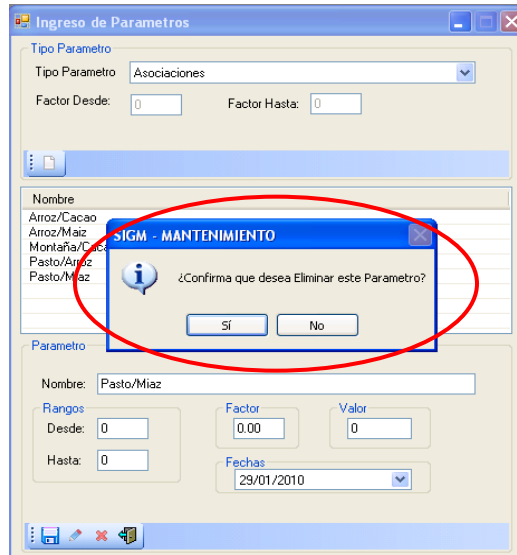 Ingreso de Parametros
Tipo Parametro
Tipo Parametro Asociaciones
Factor Desde: 0 Factor Hasta: 0
Nombre
Arroz/Cacao
Arroz/Maiz
Montaña/Caca
Pasto/Arroz
Pasto/Miaz
SIGM - MANTENIMIENTO
¿Confirma que desea Eliminar este Parametro?
Sí No
Parametro
Nombre: Pasto/Miaz
Rangos Factor Valor
Desde: 0 0.00 0
Hasta: 0
Fechas
29/01/2010